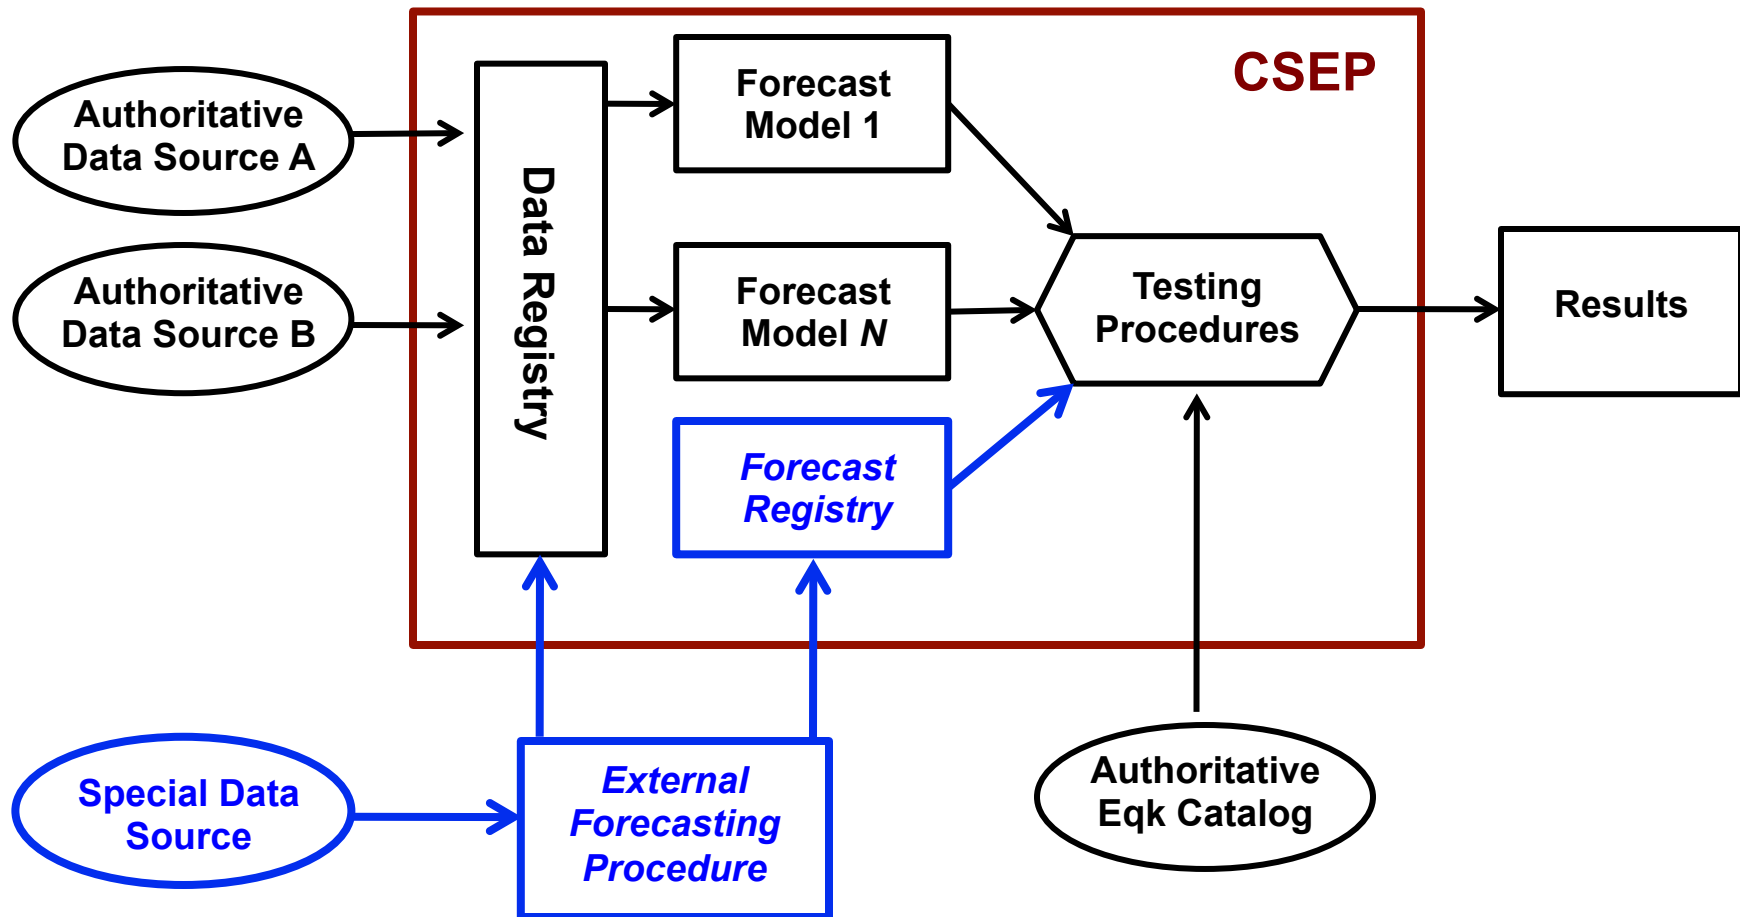 CSEP
Authoritative
Data Source A
Authoritative
Data Source B
Data Registry
Forecast
Model 1
Forecast
Model N
Forecast
Registry
Testing
Procedures
Results
Special Data
Source
External
Forecasting
Procedure
Authoritative
Eqk Catalog